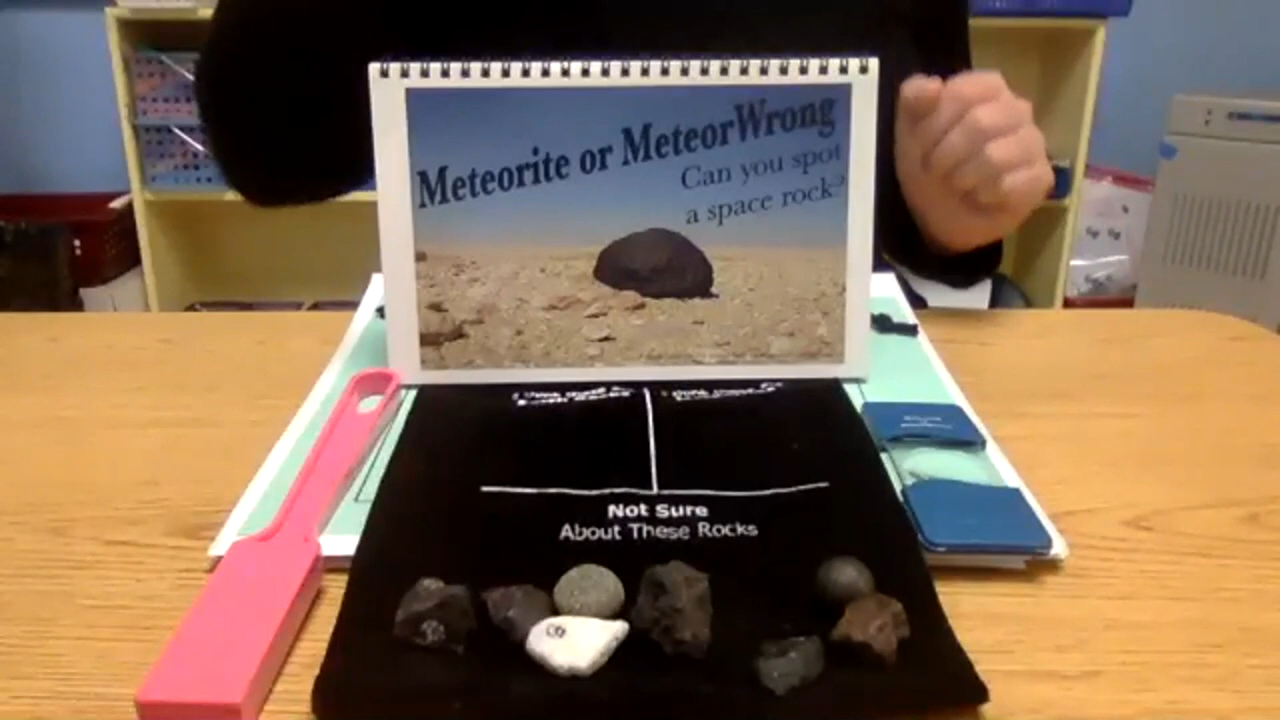 Meteorite or MeteorWrong
Can you spot
a space rock?
Not Sure
About These Rocks